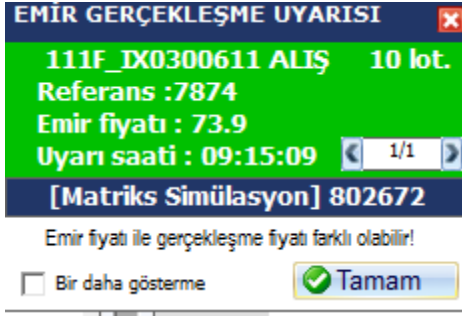 EMİR GERÇEKLEŞME UYARISI
111F_IX0300611 ALIŞ 10 lot.
Referans :7874
Emir fiyatı : 73.9
Uyarı saati : 09:15:09 1/1
[Matriks Simülasyon] 802672
Emir fiyatı ile gerçekleşme fiyatı farklı olabilir!
Bir daha gösterme Tamam